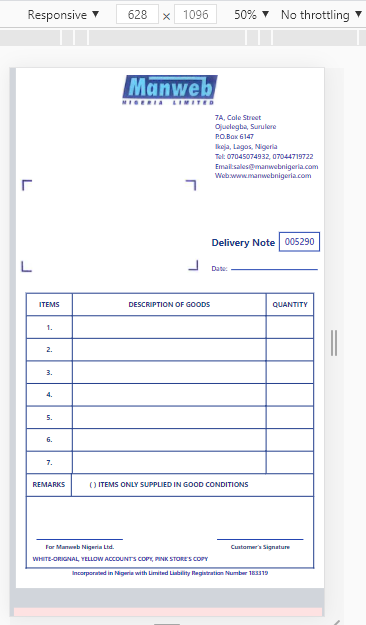 Responsive ▼ 628 x 1096 50% ▼ No throttling ▼
Manweb
NIGERIA LIMITED
7A, Cole Street
Ojuelegba, Surulere
P.O.Box 6147
Ikeja, Lagos, Nigeria
Tel: 07045074932, 07044719722
Email:sales@manwebnigeria.com
Web:www.manwebnigeria.com
Delivery Note 005290
Date:
ITEMS DESCRIPTION OF GOODS QUANTITY
1.
2.
3.
4.
5.
6.
7.
REMARKS ( ) ITEMS ONLY SUPPLIED IN GOOD CONDITIONS
For Manweb Nigeria Ltd. Customer's Signature
WHITE-ORIGNAL, YELLOW ACCOUNT'S COPY, PINK STORE'S COPY
Incorporated in Nigeria with Limited Liability Registration Number 183319